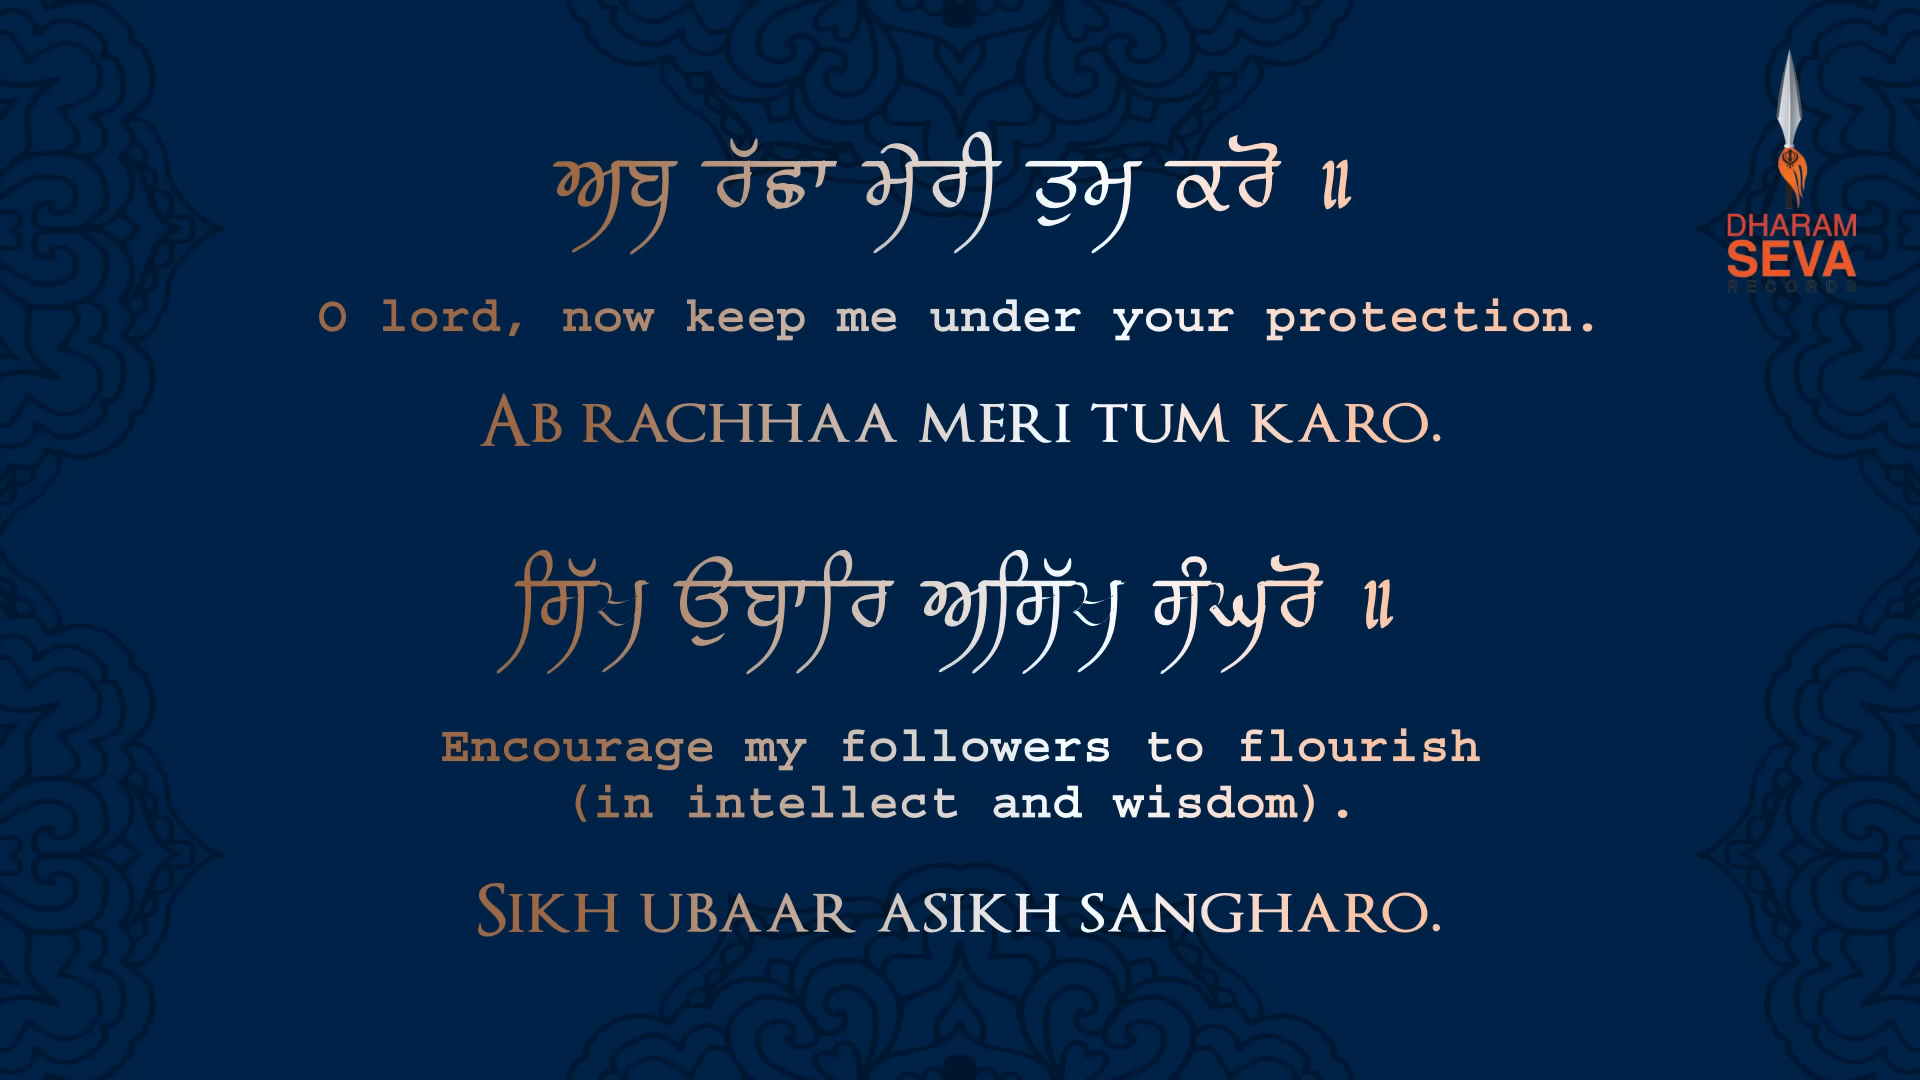 ਅਬ ਰੱਛਾ ਮੇਰੀ ਤੁਮ ਕਰੋ ॥
O lord, now keep me under your protection.
Ab rachhaa meri tum karo.
ਸਿੱਖ ਉਬਾਰਿ ਅਸਿੱਖ ਸੰਘਰੋ ॥
Encourage my followers to flourish
(in intellect and wisdom).
Sikh ubaar asikh sangharo.
DHARAM
SEVA
RECORDS